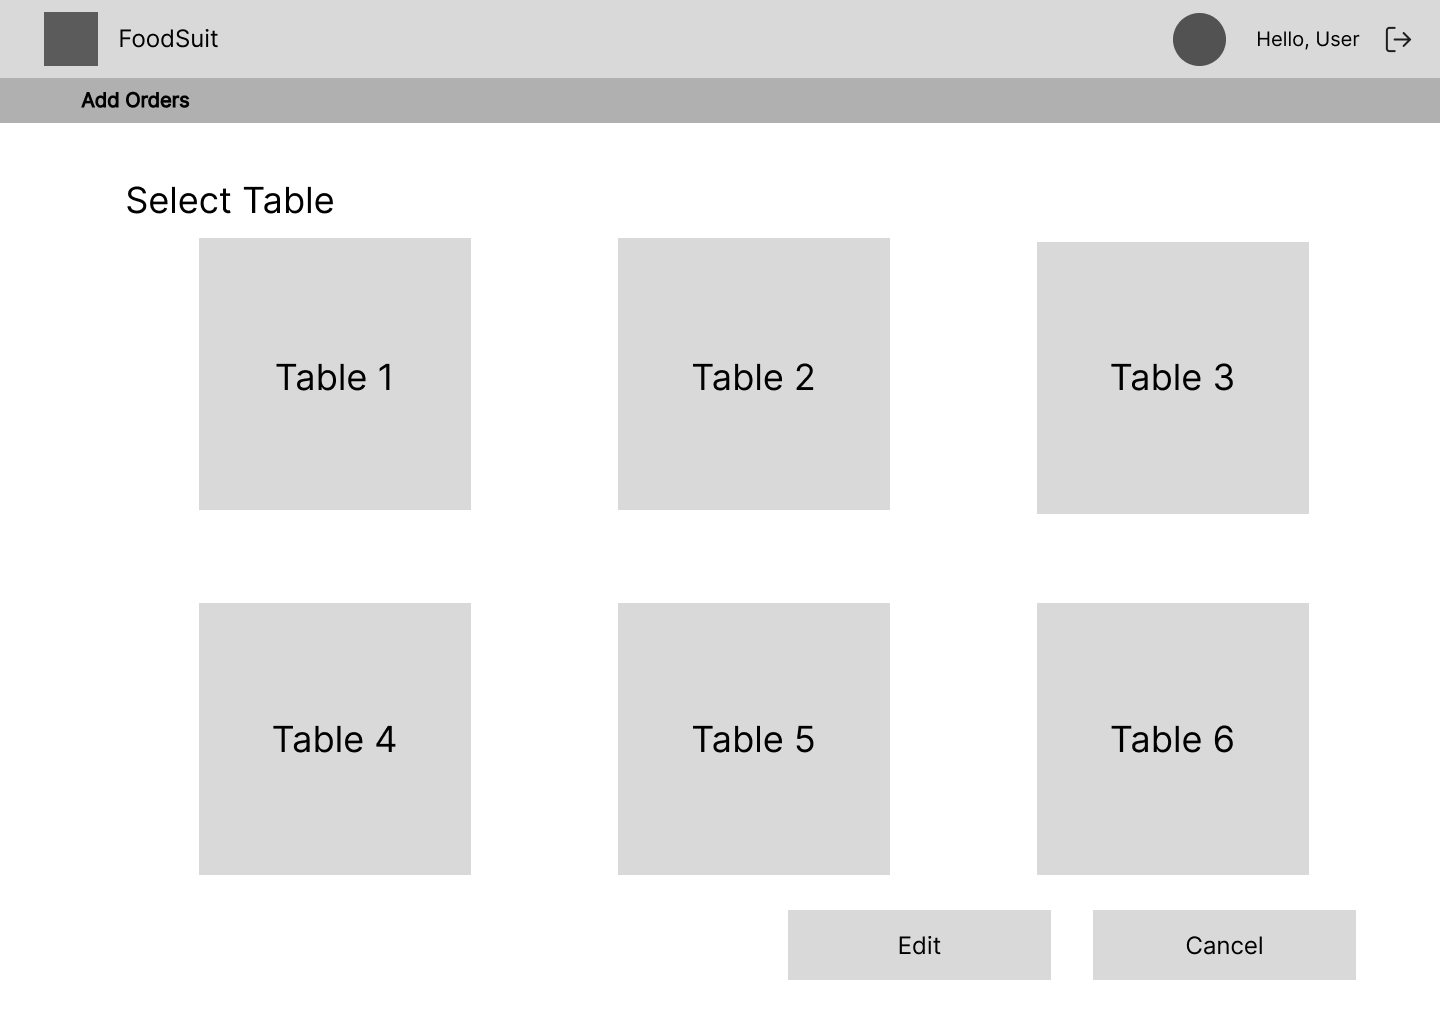 FoodSuit
Hello, User
Add Orders
Select Table
Table 1
Table 2
Table 3
Table 4
Table 5
Table 6
Edit
Cancel